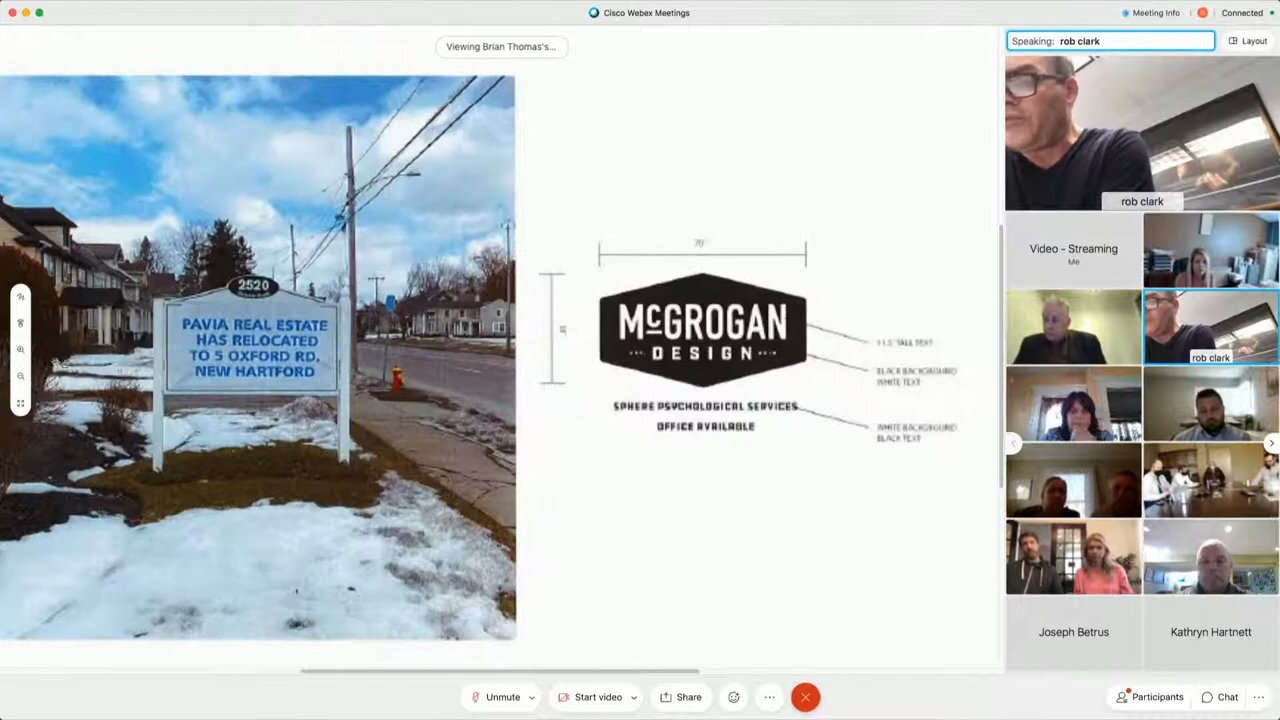 Cisco Webex Meetings
Meeting Info
Connected
Viewing Brian Thomas's...
Speaking: rob clark
Layout
rob clark
Video - Streaming
Me
rob clark
Joseph Betrus
Kathryn Hartnett
2520
PAVIA REAL ESTATE
HAS RELOCATED
TO 5 OXFORD RD.
NEW HARTFORD
70"
McGROGAN
DESIGN
TALL TEXT
BLACK BACKGROUND
WHITE TEXT
SPHERE PSYCHOLOGICAL SERVICES
OFFICE AVAILABLE
WHITE BACKGROUND
BLACK TEXT
Unmute
Start video
Share
Participants
Chat